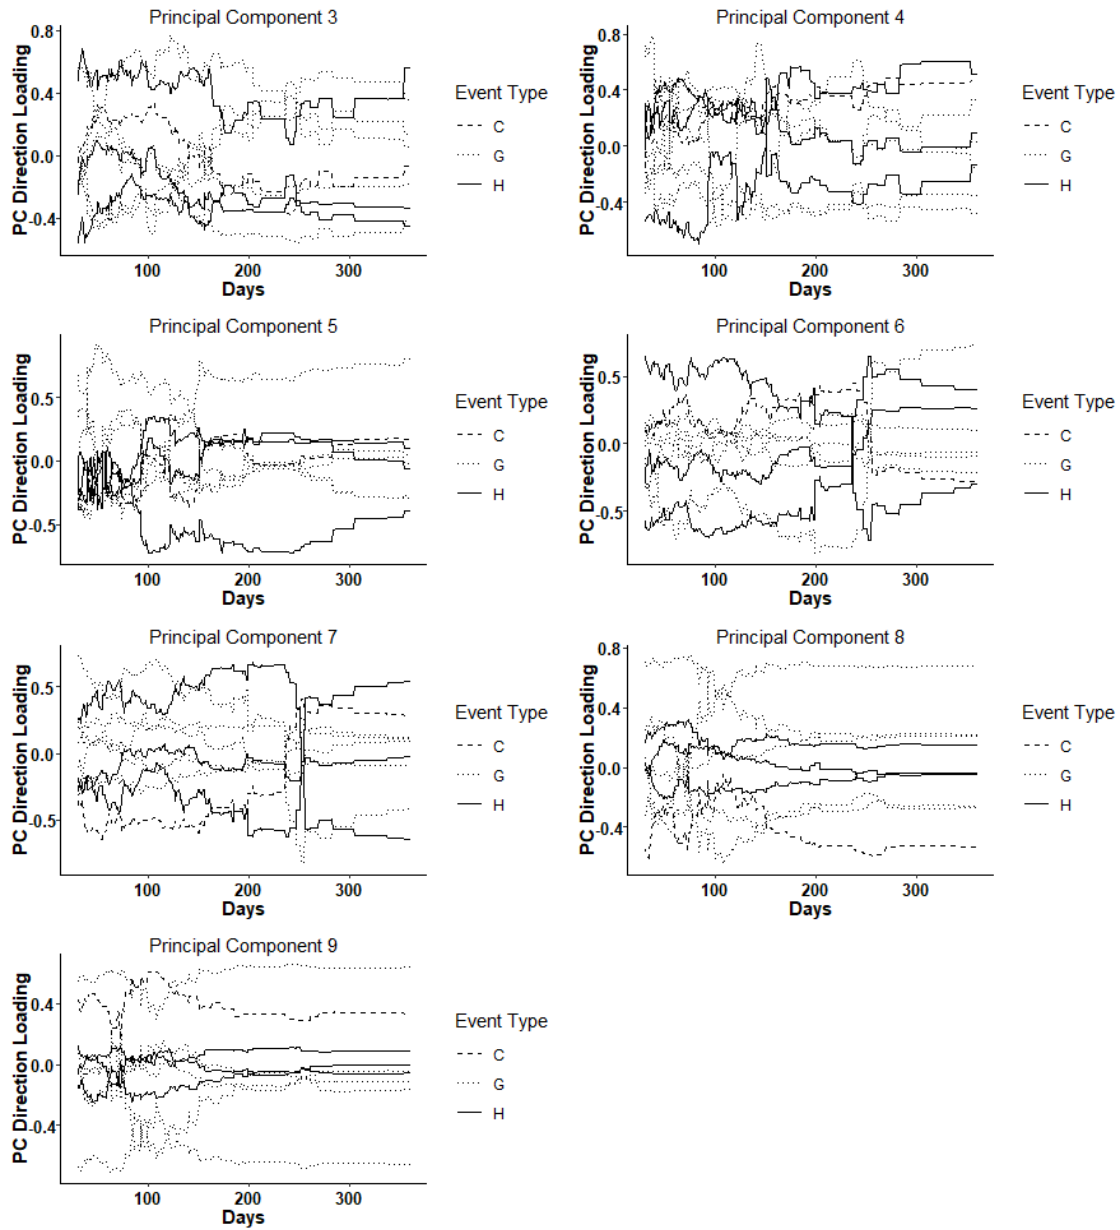 Principal Component 3
PC Direction Loading
0.8
0.4
0.0
-0.4
100 200 300
Days
Event Type
C
G
H
Principal Component 4
PC Direction Loading
0.8
0.4
0.0
-0.4
100 200 300
Days
Event Type
C
G
H
Principal Component 5
PC Direction Loading
0.5
0.0
-0.5
100 200 300
Days
Event Type
C
G
H
Principal Component 6
PC Direction Loading
0.5
0.0
-0.5
100 200 300
Days
Event Type
C
G
H
Principal Component 7
PC Direction Loading
0.5
0.0
-0.5
100 200 300
Days
Event Type
C
G
H
Principal Component 8
PC Direction Loading
0.8
0.4
0.0
-0.4
100 200 300
Days
Event Type
C
G
H
Principal Component 9
PC Direction Loading
0.4
0.0
-0.4
100 200 300
Days
Event Type
C
G
H